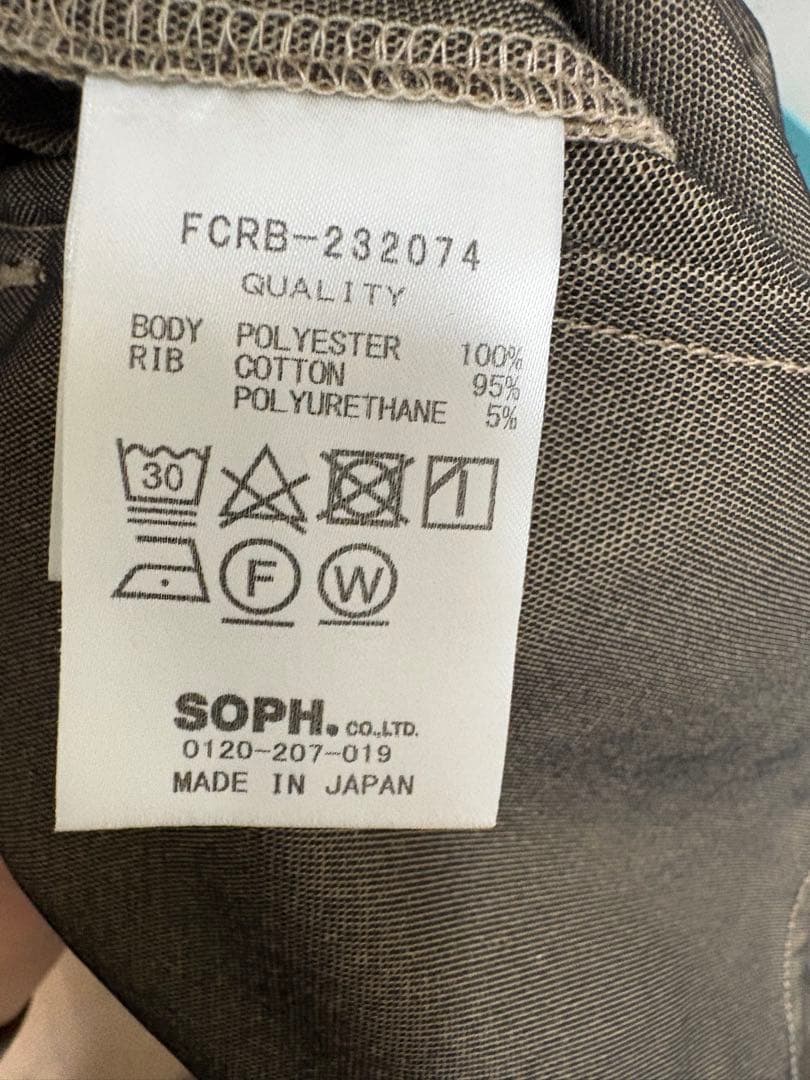 FCRB-232074
QUALITY
BODY POLYESTER 100%
RIB COTTON 95%
POLYURETHANE 5%
30
F W
SOPH. CO.,LTD.
0120-207-019
MADE IN JAPAN